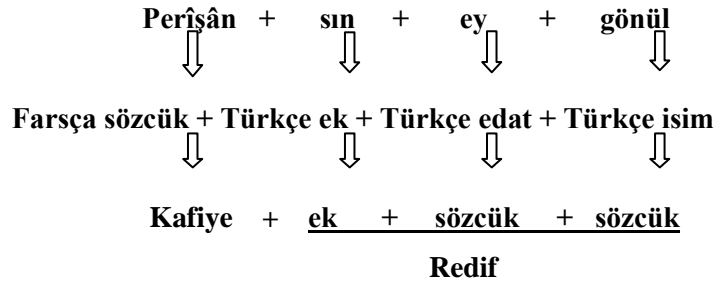 Perîşân + sın + ey + gönül
Farsça sözcük + Türkçe ek + Türkçe edat + Türkçe isim
Kafiye + ek + sözcük + sözcük
Redif